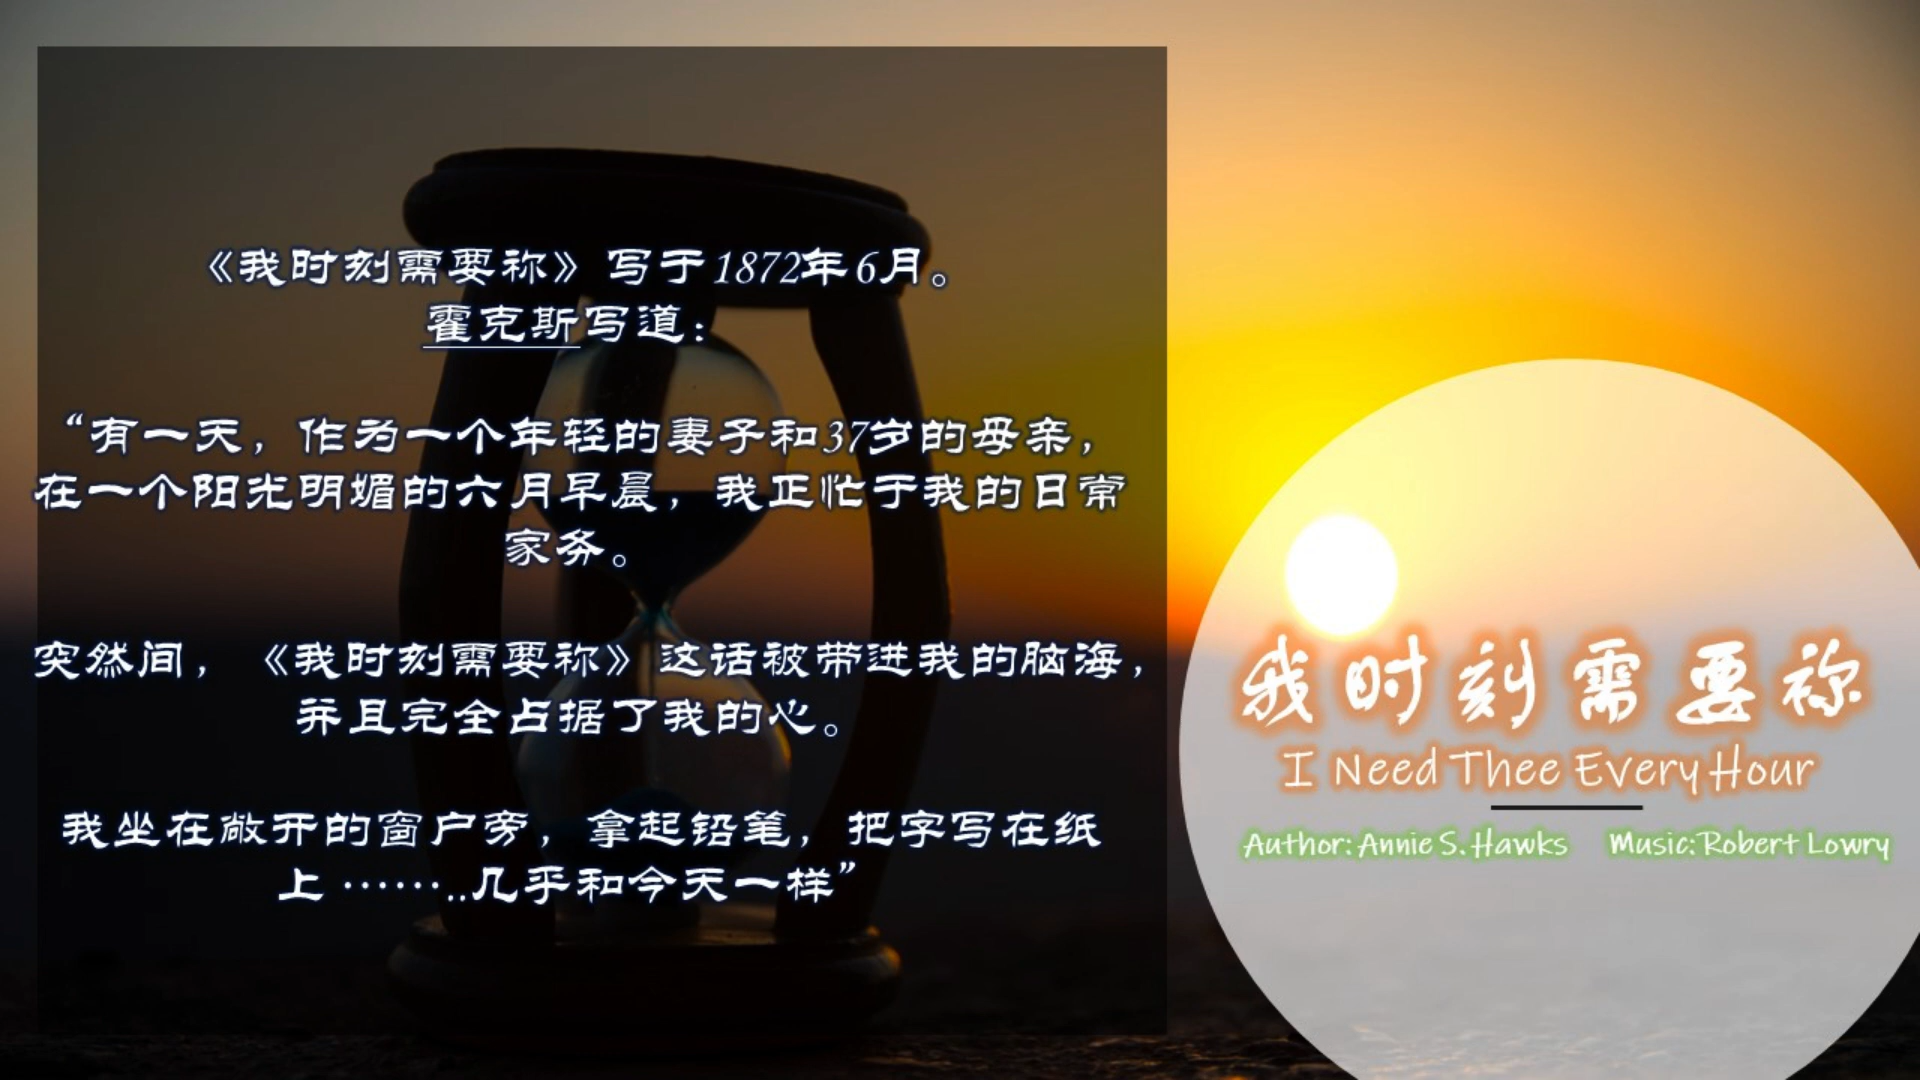 《我时刻需要祢》写于1872年6月。
霍克斯写道：
“有一天，作为一个年轻的妻子和37岁的母亲，
在一个阳光明媚的六月早晨，我正忙于我的日常
家务。
突然间，《我时刻需要祢》这话被带进我的脑海，
并且完全占据了我的心。
我坐在敞开的窗户旁，拿起铅笔，把字写在纸
上 ⋯⋯..几乎和今天一样”
我时刻需要祢
I Need Thee Every Hour
Author: Annie S. Hawks Music: Robert Lowry